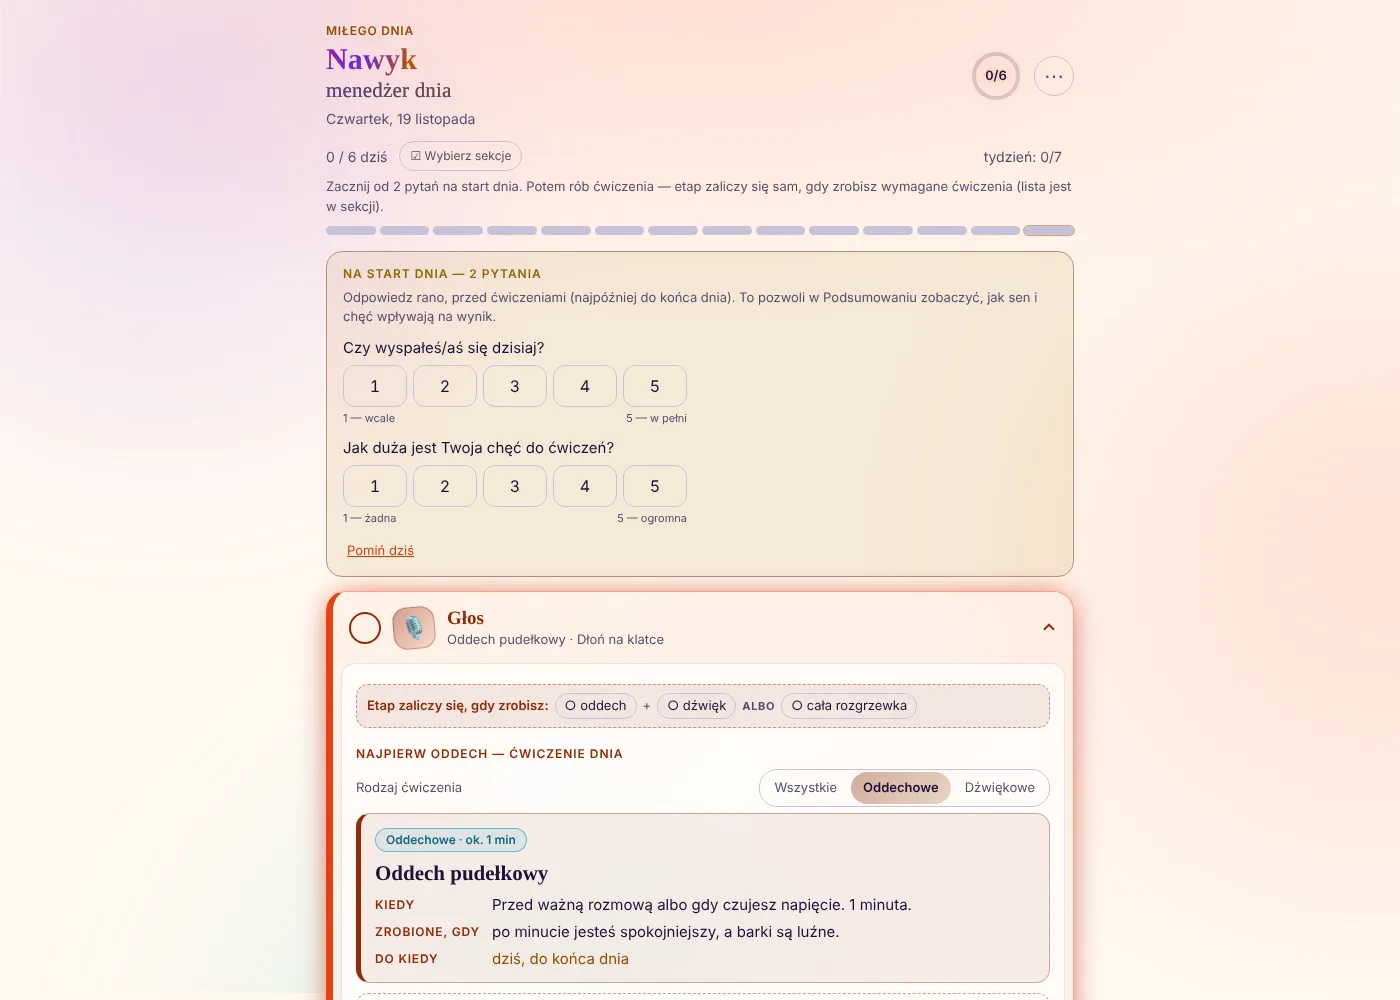 MIŁEGO DNIA
Nawyk
menedżer dnia
Czwartek, 19 listopada
0/6
...
0 / 6 dziś
☑ Wybierz sekcje
tydzień: 0/7
Zacznij od 2 pytań na start dnia. Potem rób ćwiczenia — etap zaliczy się sam, gdy zrobisz wymagane ćwiczenia (lista jest
w sekcji).
NA START DNIA — 2 PYTANIA
Odpowiedz rano, przed ćwiczeniami (najpóźniej do końca dnia). To pozwoli w Podsumowaniu zobaczyć, jak sen i
chęć wpływają na wynik.
Czy wyspałeś/aś się dzisiaj?
1 2 3 4 5
1 — wcale 5 — w pełni
Jak duża jest Twoja chęć do ćwiczeń?
1 2 3 4 5
1 — żadna 5 — ogromna
Pomiń dziś
Głos
Oddech pudełkowy · Dłoń na klatce
Etap zaliczy się, gdy zrobisz: oddech + dźwięk ALBO cała rozgrzewka
NAJPIERW ODDECH — ĆWICZENIE DNIA
Rodzaj ćwiczenia Wszystkie Oddechowe Dźwiękowe
Oddechowe · ok. 1 min
Oddech pudełkowy
KIEDY Przed ważną rozmową albo gdy czujesz napięcie. 1 minuta.
ZROBIONE, GDY po minucie jesteś spokojniejszy, a barki są luźne.
DO KIEDY dziś, do końca dnia